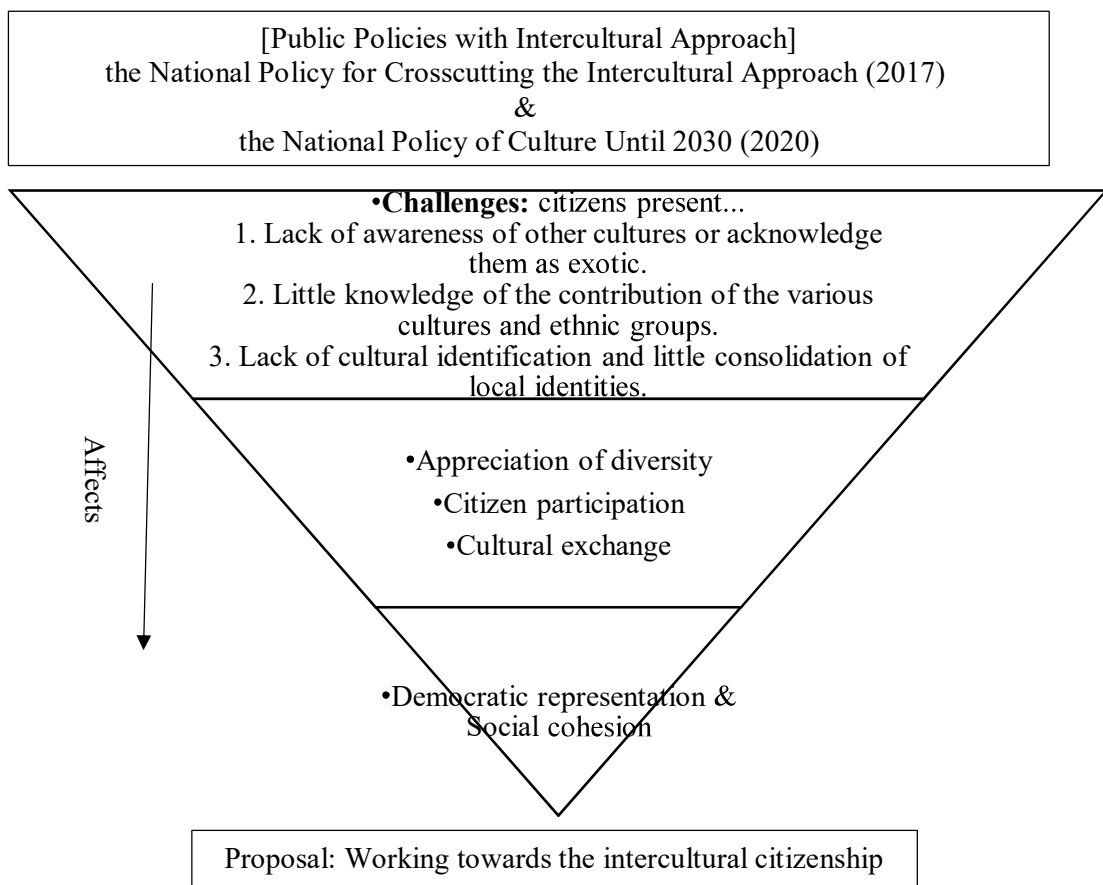 [Public Policies with Intercultural Approach]
the National Policy for Crosscutting the Intercultural Approach (2017)
&
the National Policy of Culture Until 2030 (2020)
•Challenges: citizens present...
1. Lack of awareness of other cultures or acknowledge
them as exotic.
2. Little knowledge of the contribution of the various
cultures and ethnic groups.
3. Lack of cultural identification and little consolidation of
local identities.
Affects
•Appreciation of diversity
•Citizen participation
•Cultural exchange
•Democratic representation &
Social cohesion
Proposal: Working towards the intercultural citizenship